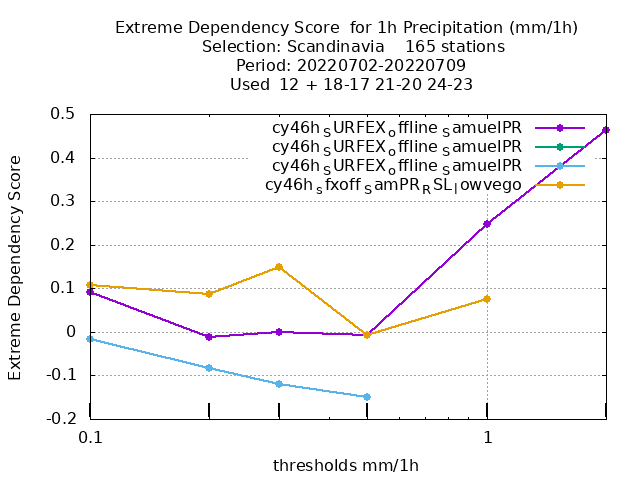 Extreme Dependency Score  for 1h Precipitation (mm/1h)
Selection: Scandinavia    165 stations
Period: 20220702-20220709
Used  12 + 18-17 21-20 24-23
Extreme Dependency Score
0.5
0.4
0.3
0.2
0.1
0
-0.1
-0.2
cy46h_SURFEX_offline_SamuelPR
cy46h_SURFEX_offline_SamuelPR
cy46h_SURFEX_offline_SamuelPR
cy46h_sfxoff_SamPR_RSL_lowvego
0.1
1
thresholds mm/1h